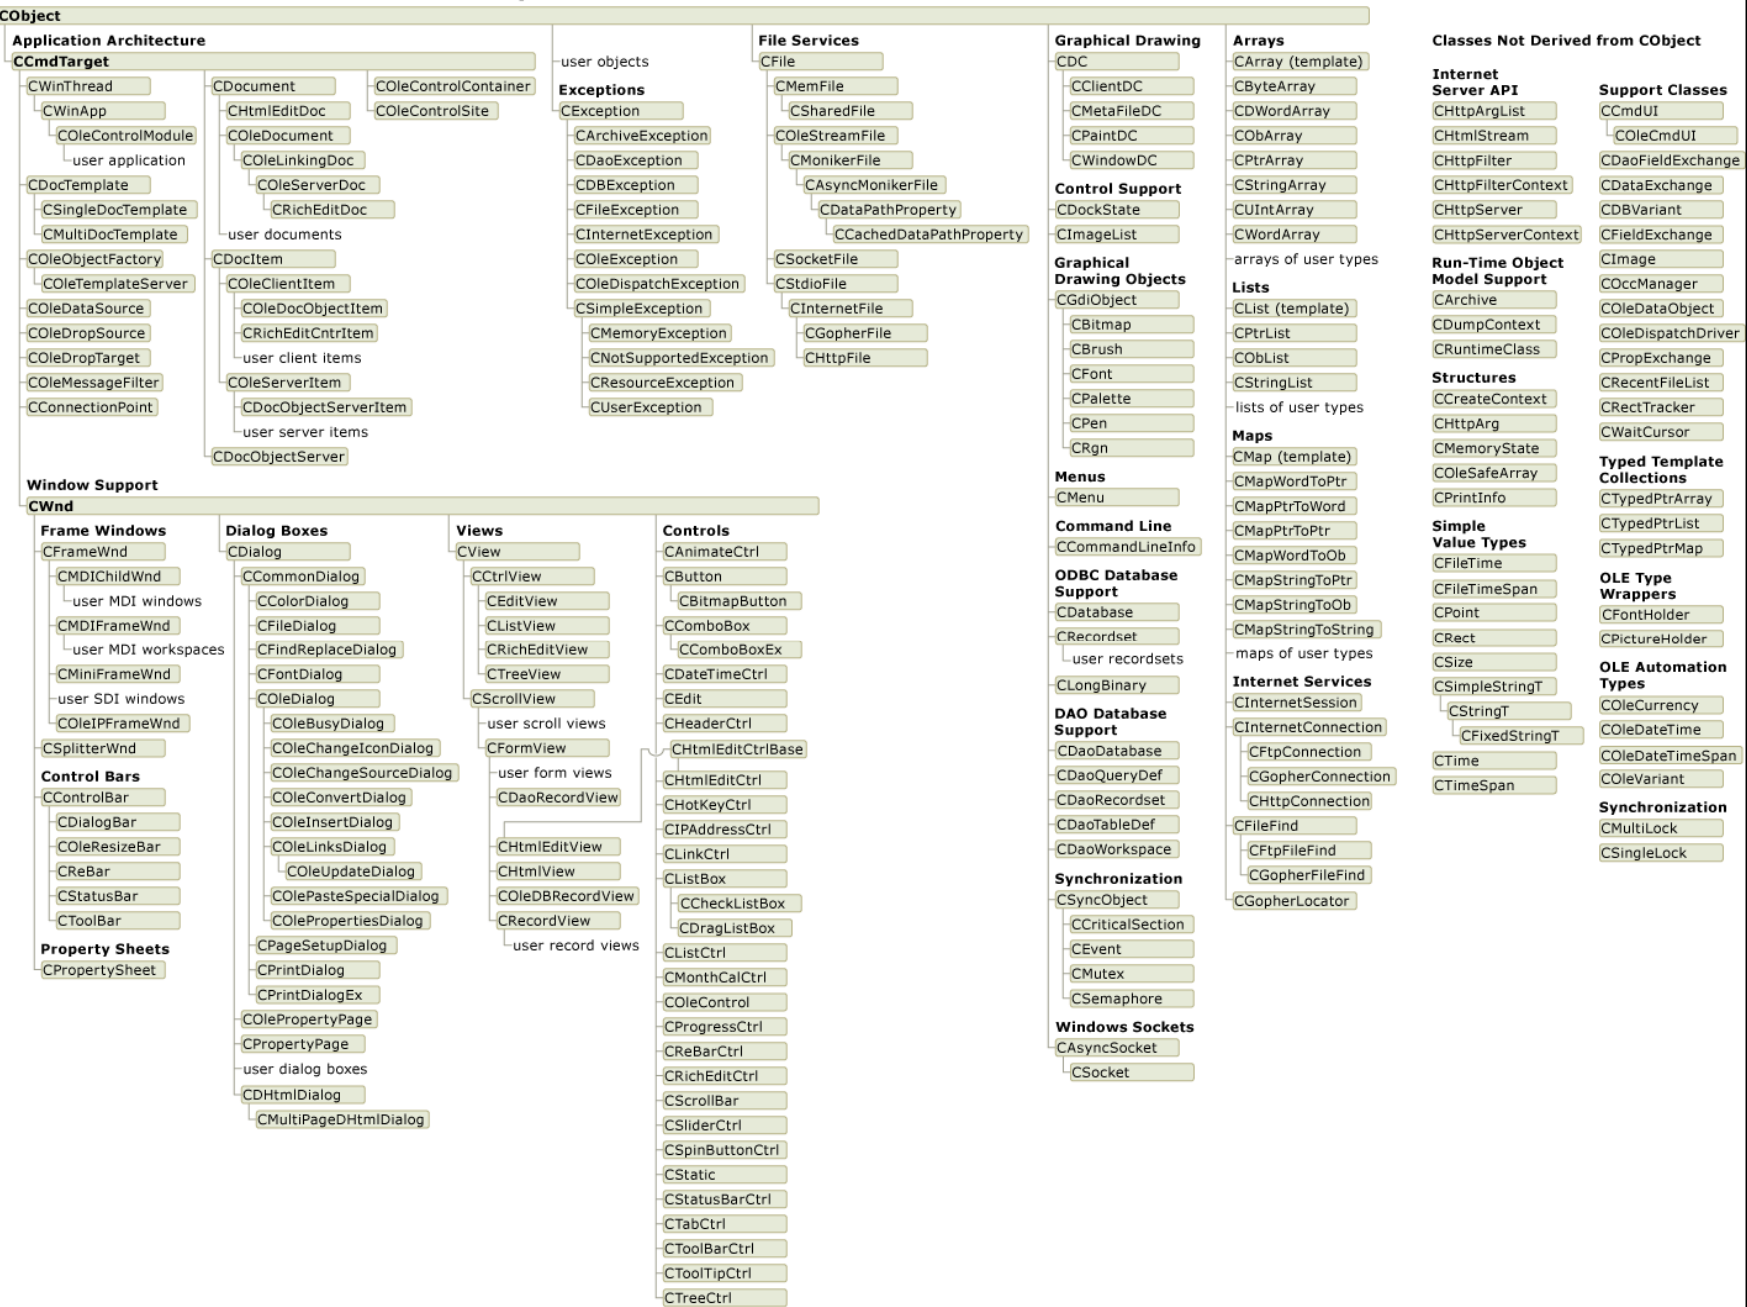 CObject
Application Architecture
CCmdTarget
CWinThread
CWinApp
COleControlModule
user application
CDocTemplate
CSingleDocTemplate
CMultiDocTemplate
COleObjectFactory
COleTemplateServer
COleDataSource
COleDropSource
COleDropTarget
COleMessageFilter
CConnectionPoint
CDocument
CHtmlEditDoc
COleDocument
COleLinkingDoc
COleServerDoc
CRichEditDoc
user documents
CDocItem
COleClientItem
COleDocObjectItem
CRichEditCntrItem
user client items
COleServerItem
CDocObjectServerItem
user server items
CDocObjectServer
COleControlContainer
COleControlSite
Window Support
CWnd
Frame Windows
CFrameWnd
CMDIChildWnd
user MDI windows
CMDIFrameWnd
user MDI workspaces
CMiniFrameWnd
user SDI windows
COleIPFrameWnd
CSplitterWnd
Control Bars
CControlBar
CDialogBar
COleResizeBar
CReBar
CStatusBar
CToolBar
Property Sheets
CPropertySheet
Dialog Boxes
CDialog
CCommonDialog
CColorDialog
CFileDialog
CFindReplaceDialog
CFontDialog
COleDialog
COleBusyDialog
COleChangeIconDialog
COleChangeSourceDialog
COleConvertDialog
COleInsertDialog
COleLinksDialog
COleUpdateDialog
COlePasteSpecialDialog
COlePropertiesDialog
CPageSetupDialog
CPrintDialog
CPrintDialogEx
COlePropertyPage
CPropertyPage
user dialog boxes
CDHtmlDialog
CMultiPageDHtmlDialog
Views
CView
CCtrlView
CEditView
CListView
CRichEditView
CTreeView
CScrollView
user scroll views
CFormView
user form views
CDaoRecordView
CHtmlEditView
CHtmlView
COleDBRecordView
CRecordView
user record views
Controls
CAnimateCtrl
CButton
CBitmapButton
CComboBox
CComboBoxEx
CDateTimeCtrl
CEdit
CHeaderCtrl
CHtmlEditCtrlBase
CHtmlEditCtrl
CHotKeyCtrl
CIPAddressCtrl
CLinkCtrl
CListBox
CCheckListBox
CDragListBox
CListCtrl
CMonthCalCtrl
COleControl
CProgressCtrl
CReBarCtrl
CRichEditCtrl
CScrollBar
CSliderCtrl
CSpinButtonCtrl
CStatic
CStatusBarCtrl
CTabCtrl
CToolBarCtrl
CToolTipCtrl
CTreeCtrl
user objects
Exceptions
CException
CArchiveException
CDaoException
CDBException
CFileException
CInternetException
COleException
COleDispatchException
CSimpleException
CMemoryException
CNotSupportedException
CResourceException
CUserException
File Services
CFile
CMemFile
CSharedFile
COleStreamFile
CMonikerFile
CAsyncMonikerFile
CDataPathProperty
CCachedDataPathProperty
CSocketFile
CStdioFile
CInternetFile
CGopherFile
CHttpFile
Graphical Drawing
CDC
CClientDC
CMetaFileDC
CPaintDC
CWindowDC
Control Support
CDockState
CImageList
Graphical
Drawing Objects
CGdiObject
CBitmap
CBrush
CFont
CPalette
CPen
CRgn
Menus
CMenu
Command Line
CCommandLineInfo
ODBC Database
Support
CDatabase
CRecordset
user recordsets
CLongBinary
DAO Database
Support
CDaoDatabase
CDaoQueryDef
CDaoRecordset
CDaoTableDef
CDaoWorkspace
Synchronization
CSyncObject
CCriticalSection
CEvent
CMutex
CSemaphore
Windows Sockets
CAsyncSocket
CSocket
Arrays
CArray (template)
CByteArray
CDWordArray
CObArray
CPtrArray
CStringArray
CUIntArray
CWordArray
arrays of user types
Lists
CList (template)
CPtrList
CObList
CStringList
lists of user types
Maps
CMap (template)
CMapWordToPtr
CMapPtrToWord
CMapPtrToPtr
CMapWordToOb
CMapStringToPtr
CMapStringToOb
CMapStringToString
maps of user types
Internet Services
CInternetSession
CInternetConnection
CFtpConnection
CGopherConnection
CHttpConnection
CFileFind
CFtpFileFind
CGopherFileFind
CGopherLocator
Classes Not Derived from CObject
Internet
Server API
CHttpArgList
CHtmlStream
CHttpFilter
CHttpFilterContext
CHttpServer
CHttpServerContext
Run-Time Object
Model Support
CArchive
CDumpContext
CRuntimeClass
Structures
CCreateContext
CHttpArg
CMemoryState
COleSafeArray
CPrintInfo
Simple
Value Types
CFileTime
CFileTimeSpan
CPoint
CRect
CSize
CSimpleStringT
CStringT
CFixedStringT
CTime
CTimeSpan
Support Classes
CCmdUI
COleCmdUI
CDaoFieldExchange
CDataExchange
CDBVariant
CFieldExchange
CImage
COccManager
COleDataObject
COleDispatchDriver
CPropExchange
CRecentFileList
CRectTracker
CWaitCursor
Typed Template
Collections
CTypedPtrArray
CTypedPtrList
CTypedPtrMap
OLE Type
Wrappers
CFontHolder
CPictureHolder
OLE Automation
Types
COleCurrency
COleDateTime
COleDateTimeSpan
COleVariant
Synchronization
CMultiLock
CSingleLock